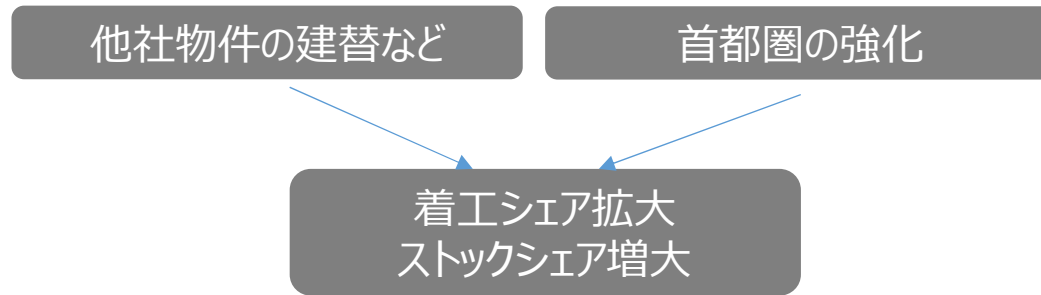 他社物件の建替など
首都圏の強化
着工シェア拡大
ストックシェア増大